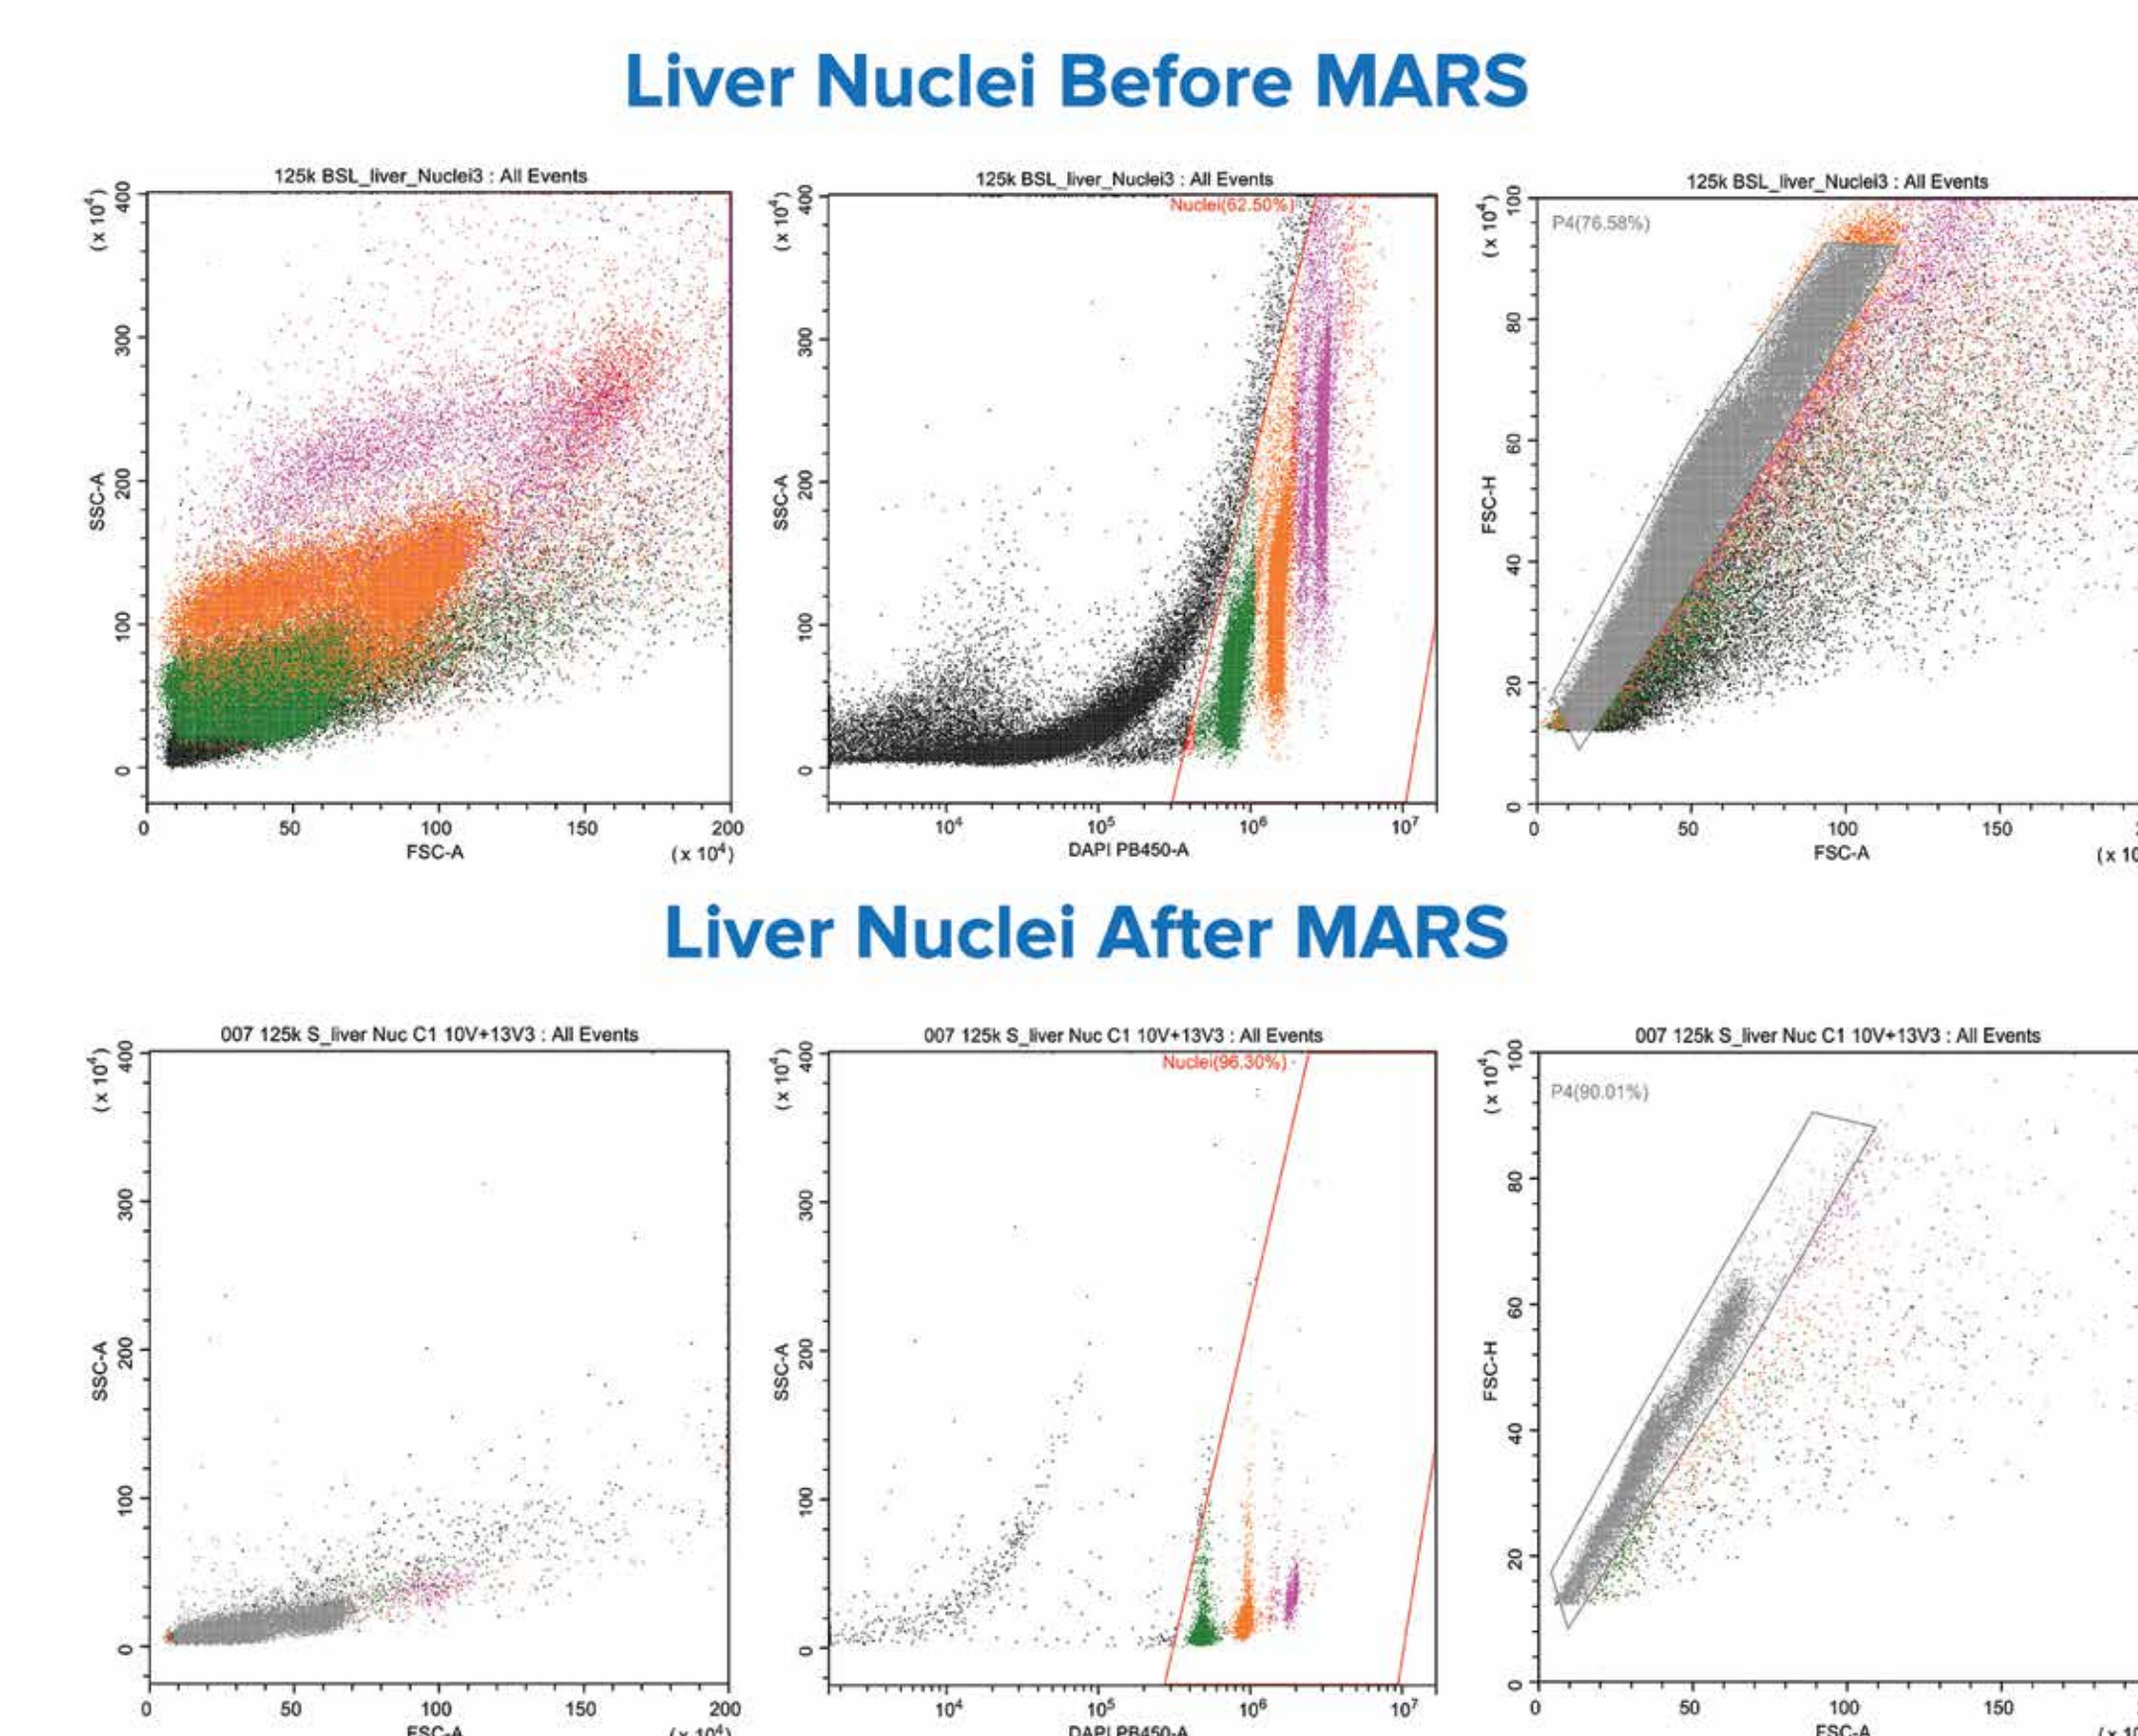 Liver Nuclei Before MARS
125k BSL_liver_Nuclei3 : All Events
(x 10⁴)
SSC-A
400
300
200
100
0
0 50 100 150 200
FSC-A
(x 10⁴)
125k BSL_liver_Nuclei3 : All Events
Nuclei(62.50%)
(x 10⁴)
SSC-A
400
300
200
100
0
10⁴ 10⁵ 10⁶ 10⁷
DAPI PB450-A
125k BSL_liver_Nuclei3 : All Events
P4(76.58%)
(x 10⁴)
FSC-H
100
80
60
40
20
0
0 50 100 150
FSC-A
(x 10
Liver Nuclei After MARS
007 125k S_liver Nuc C1 10V+13V3 : All Events
(x 10⁴)
SSC-A
400
300
200
100
0
0 50 100 150 200
FSC-A
(x 10⁴)
007 125k S_liver Nuc C1 10V+13V3 : All Events
Nuclei(96.30%)
(x 10⁴)
SSC-A
400
300
200
100
0
10⁴ 10⁵ 10⁶ 10⁷
DAPI PB450-A
007 125k S_liver Nuc C1 10V+13V3 : All Events
P4(90.01%)
(x 10⁴)
FSC-H
100
80
60
40
20
0
0 50 100 150
FSC-A
(x 10